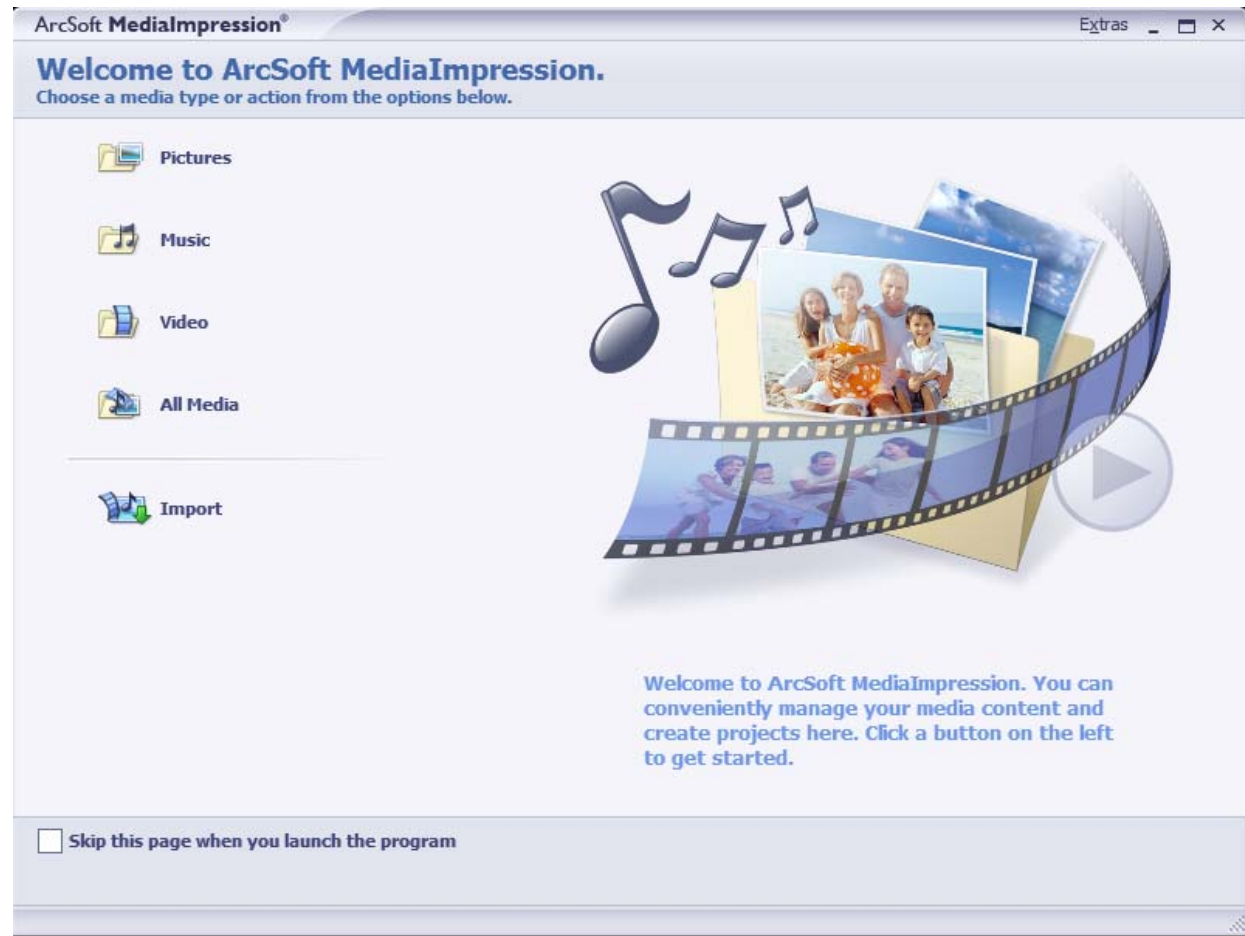 ArcSoft MediaImpression®
Extras
Welcome to ArcSoft MediaImpression.
Choose a media type or action from the options below.
Pictures
Music
Video
All Media
Import
Welcome to ArcSoft MediaImpression. You can
conveniently manage your media content and
create projects here. Click a button on the left
to get started.
Skip this page when you launch the program